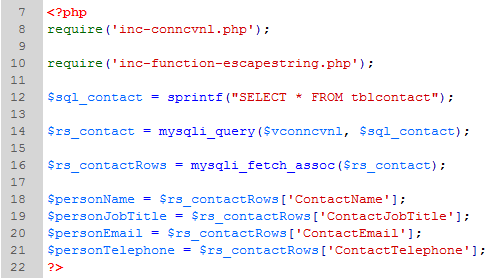 7 <?php
8 require('inc-conncvnl.php');
9
10 require('inc-function-escapestring.php');
11
12 $sql_contact = sprintf("SELECT * FROM tblcontact");
13
14 $rs_contact = mysqli_query($vconncvnl, $sql_contact);
15
16 $rs_contactRows = mysqli_fetch_assoc($rs_contact);
17
18 $personName = $rs_contactRows['ContactName'];
19 $personJobTitle = $rs_contactRows['ContactJobTitle'];
20 $personEmail = $rs_contactRows['ContactEmail'];
21 $personTelephone = $rs_contactRows['ContactTelephone'];
22 ?>